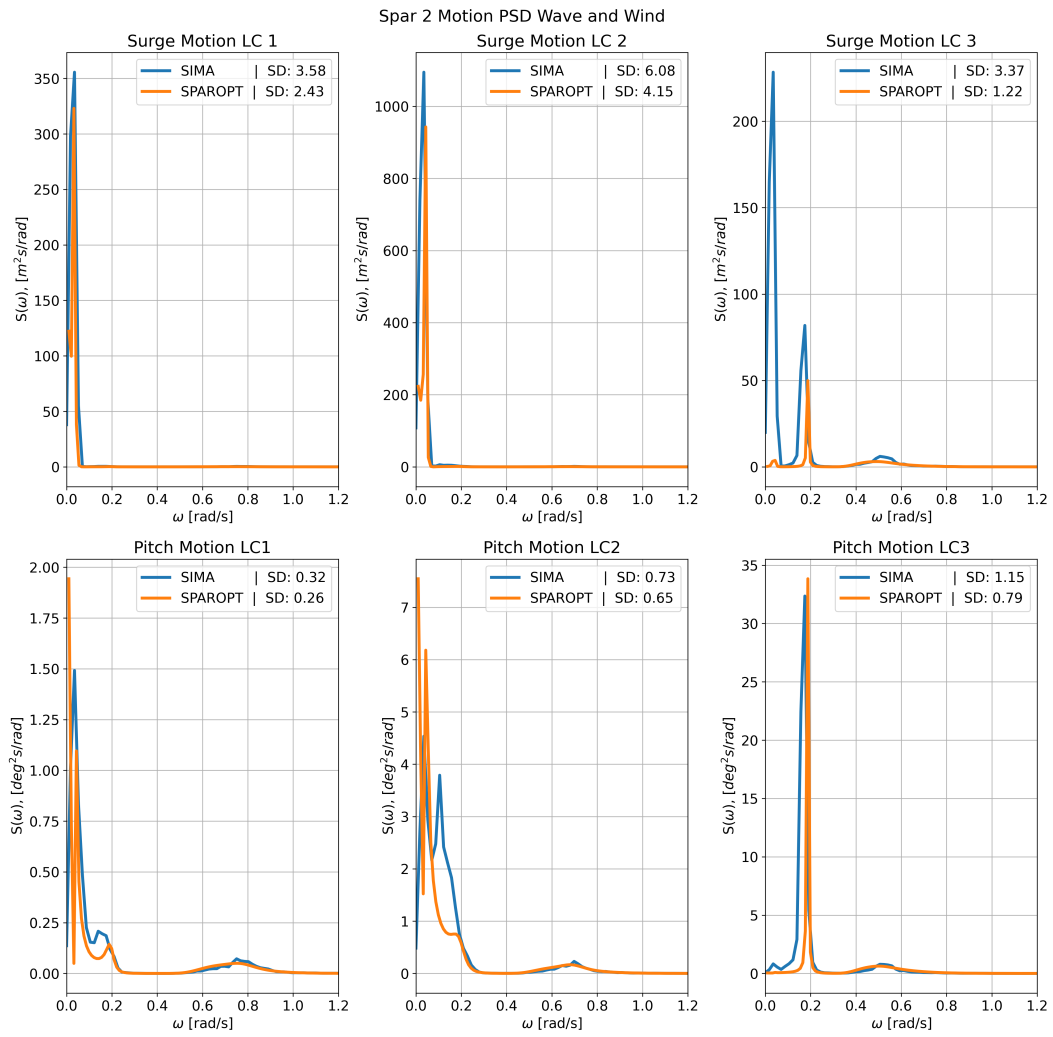 Spar 2 Motion PSD Wave and Wind
Surge Motion LC 1
SIMA | SD: 3.58
SPAROPT | SD: 2.43
S(ω), [m²s/rad]
350
300
250
200
150
100
50
0
0.0 0.2 0.4 0.6 0.8 1.0 1.2
ω [rad/s]
Surge Motion LC 2
SIMA | SD: 6.08
SPAROPT | SD: 4.15
S(ω), [m²s/rad]
1000
800
600
400
200
0
0.0 0.2 0.4 0.6 0.8 1.0 1.2
ω [rad/s]
Surge Motion LC 3
SIMA | SD: 3.37
SPAROPT | SD: 1.22
S(ω), [m²s/rad]
200
150
100
50
0
0.0 0.2 0.4 0.6 0.8 1.0 1.2
ω [rad/s]
Pitch Motion LC1
SIMA | SD: 0.32
SPAROPT | SD: 0.26
S(ω), [deg²s/rad]
2.00
1.75
1.50
1.25
1.00
0.75
0.50
0.25
0.00
0.0 0.2 0.4 0.6 0.8 1.0 1.2
ω [rad/s]
Pitch Motion LC2
SIMA | SD: 0.73
SPAROPT | SD: 0.65
S(ω), [deg²s/rad]
7
6
5
4
3
2
1
0
0.0 0.2 0.4 0.6 0.8 1.0 1.2
ω [rad/s]
Pitch Motion LC3
SIMA | SD: 1.15
SPAROPT | SD: 0.79
S(ω), [deg²s/rad]
35
30
25
20
15
10
5
0
0.0 0.2 0.4 0.6 0.8 1.0 1.2
ω [rad/s]